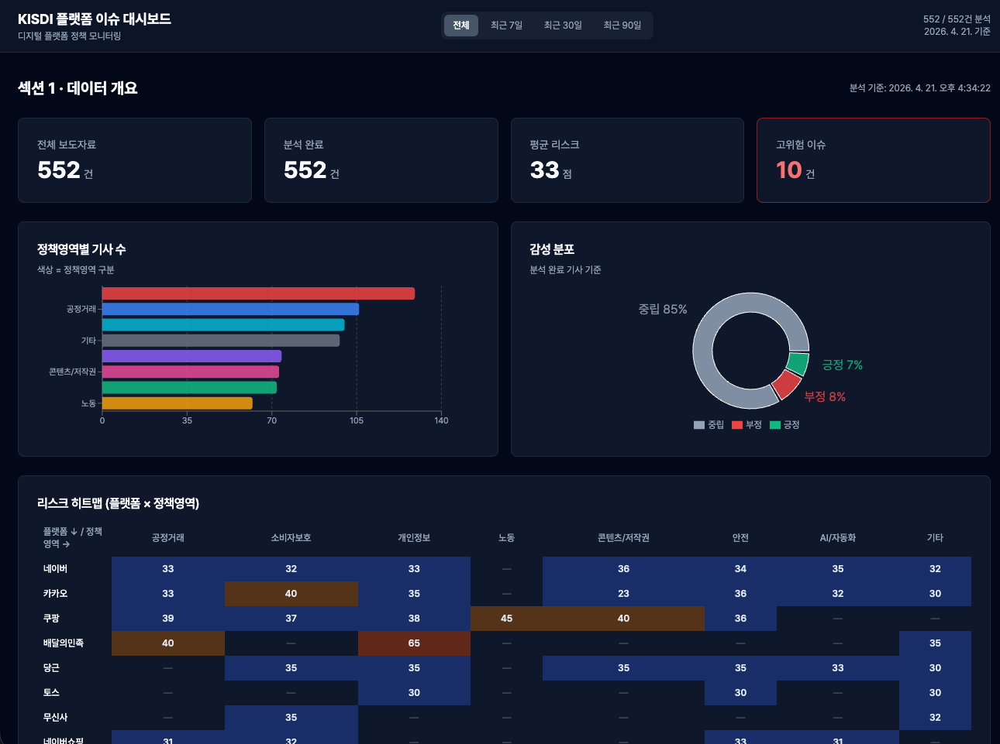 KISDI 플랫폼 이슈 대시보드
디지털 플랫폼 정책 모니터링
전체 최근 7일 최근 30일 최근 90일
552 / 552건 분석
2026. 4. 21. 기준
섹션 1 · 데이터 개요
분석 기준: 2026. 4. 21. 오후 4:34:22
전체 보도자료
552 건
분석 완료
552 건
평균 리스크
33 점
고위험 이슈
10 건
정책영역별 기사 수
색상 = 정책영역 구분
공정거래
기타
콘텐츠/저작권
노동
0 35 70 105 140
감성 분포
분석 완료 기사 기준
중립 85%
긍정 7%
부정 8%
중립 부정 긍정
리스크 히트맵 (플랫폼 × 정책영역)
플랫폼 ↓ / 정책
영역 →
공정거래 소비자보호 개인정보 노동 콘텐츠/저작권 안전 AI/자동화 기타
네이버 33 32 33 — 36 34 35 32
카카오 33 40 35 — 23 36 32 30
쿠팡 39 37 38 45 40 36 — —
배달의민족 40 — 65 — — — — 35
당근 — 35 35 — 35 35 33 30
토스 — — 30 — — 30 — 30
무신사 — 35 — — — — — 32
네이버쇼핑 31 32 — — — 33 31 —